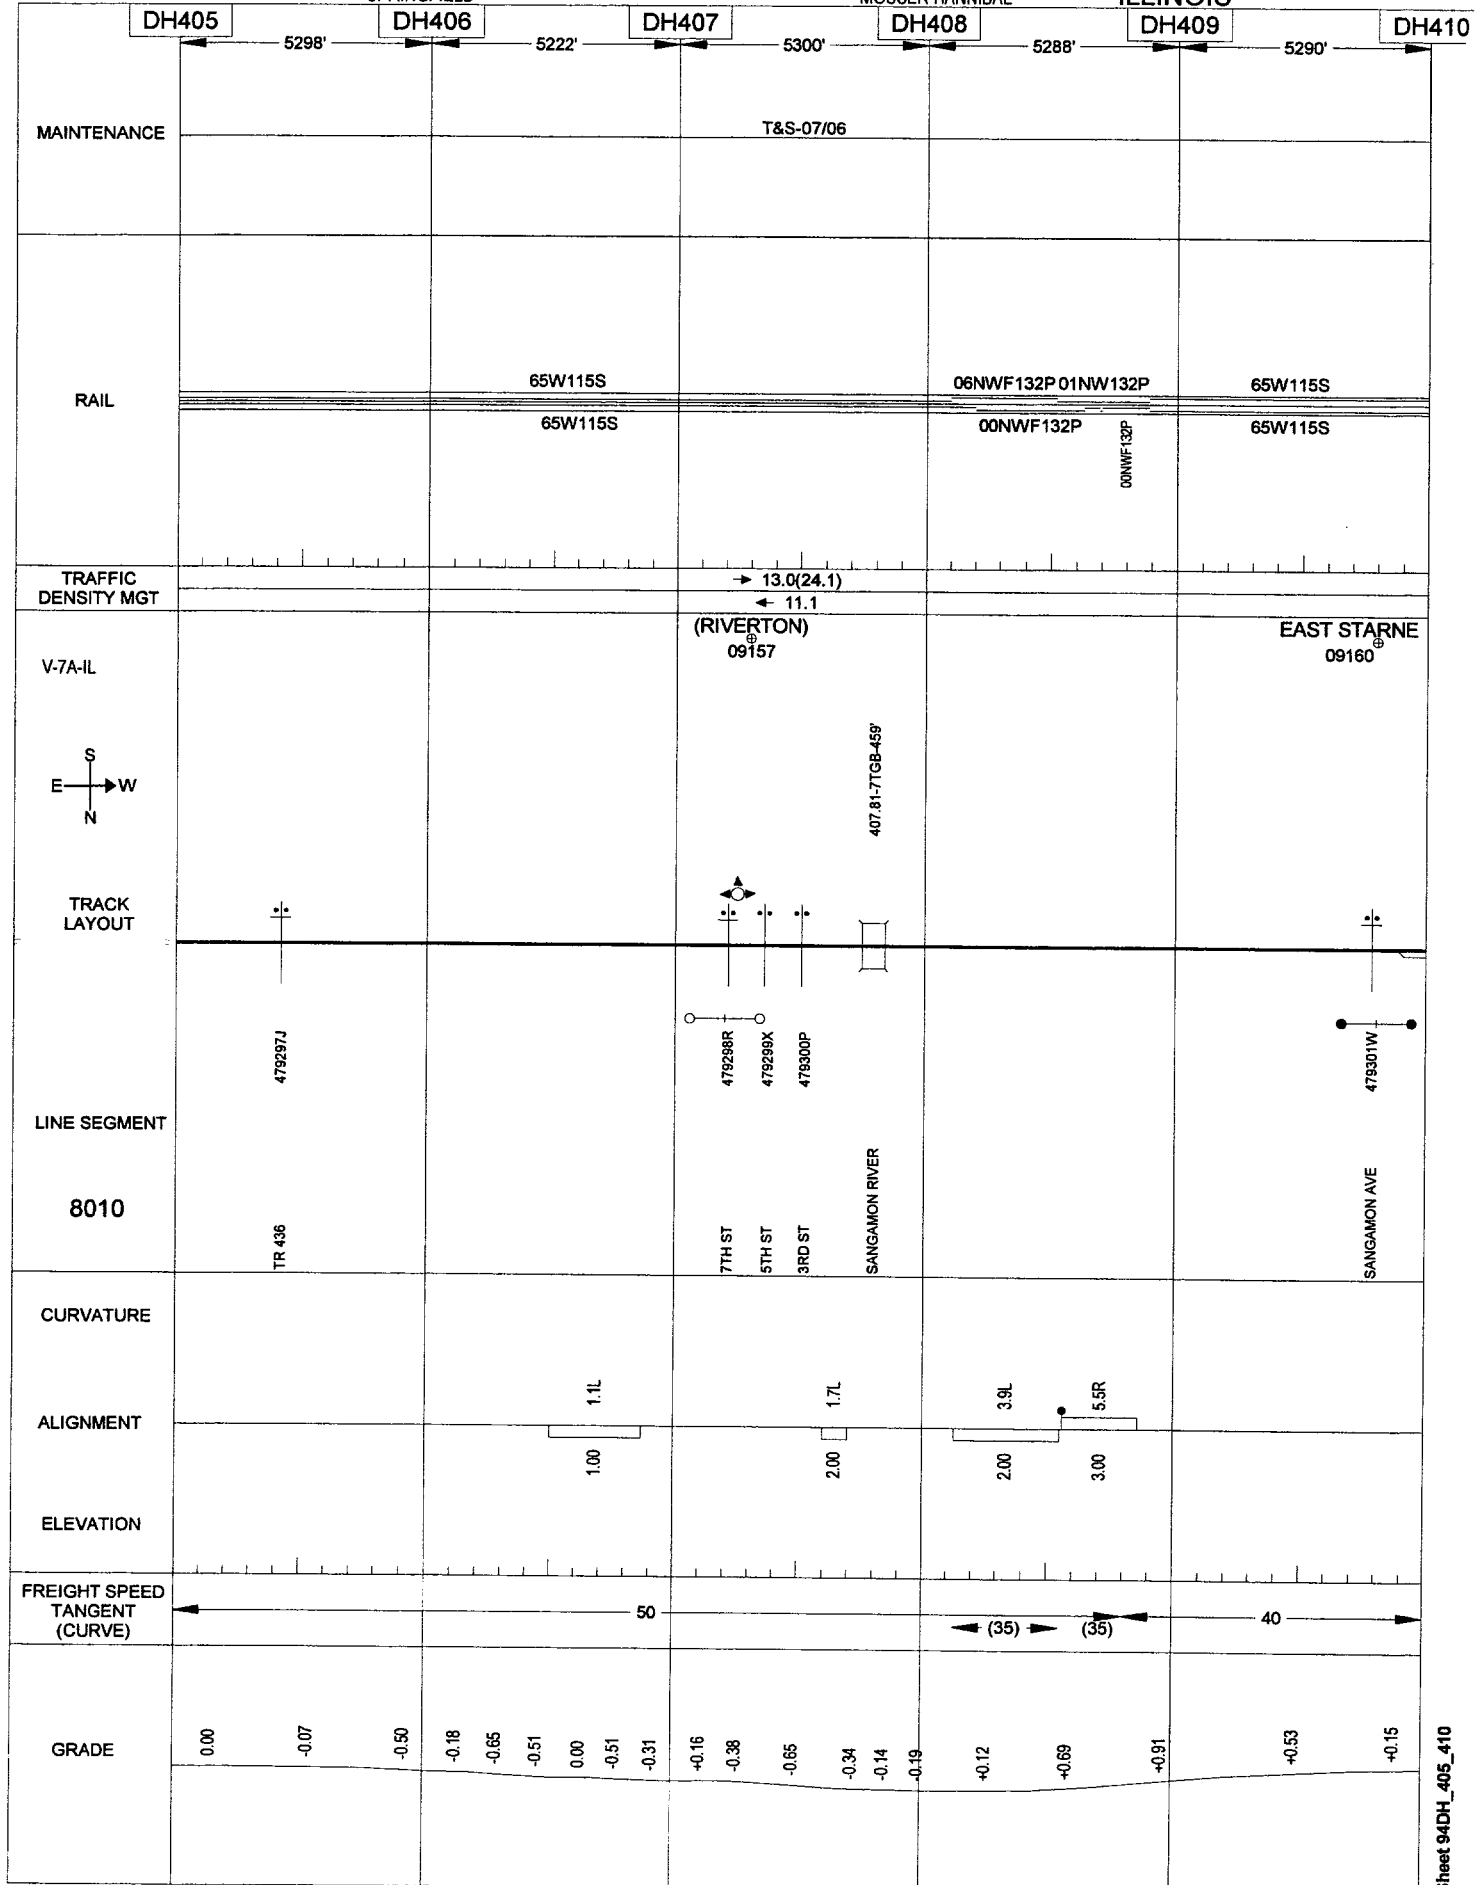 ILLINOIS
DH405 DH406 DH407 DH408 DH409 DH410
5298' 5222' 5300' 5288' 5290'
MAINTENANCE
T&S-07/06
RAIL
65W115S 06NWF132P 01NW132P 65W115S
65W115S 00NWF132P 65W115S
00NWF132P
TRAFFIC
DENSITY MGT
13.0(24.1)
11.1
V-7A-IL
(RIVERTON)
09157
EAST STARNE
09160
S
E W
N
407.81-7TGB-459'
TRACK
LAYOUT
479297J
479298R
479299X
479300P
479301W
LINE SEGMENT
8010
TR 436
7TH ST
5TH ST
3RD ST
SANGAMON RIVER
SANGAMON AVE
CURVATURE
ALIGNMENT
1.1L 1.7L 3.9L 5.5R
1.00 2.00 2.00 3.00
ELEVATION
FREIGHT SPEED
TANGENT
(CURVE)
50 40
(35) (35)
GRADE
0.00 -0.07 -0.50 -0.18 -0.65 -0.51 0.00 -0.51 -0.31 +0.16 -0.38 -0.65 -0.34 -0.14 -0.19 +0.12 +0.69 +0.91 +0.53 +0.15
Sheet 94DH_405_410